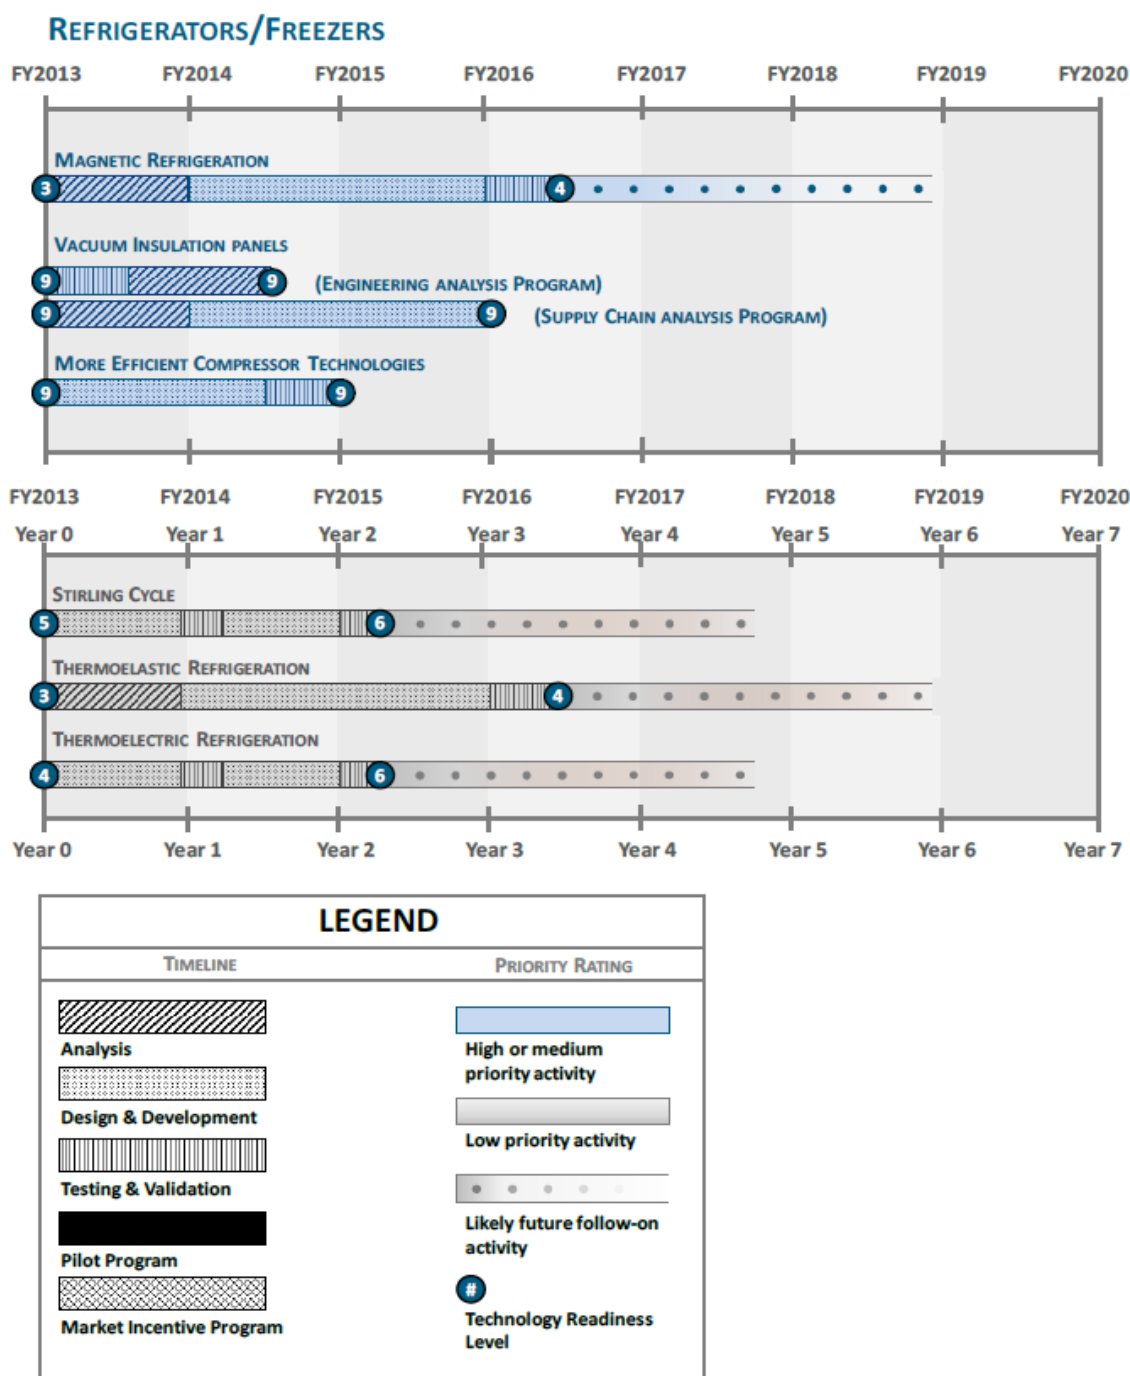 REFRIGERATORS/FREEZERS
FY2013 FY2014 FY2015 FY2016 FY2017 FY2018 FY2019 FY2020
MAGNETIC REFRIGERATION
3 4
VACUUM INSULATION PANELS
9 9 (ENGINEERING ANALYSIS PROGRAM)
9 9 (SUPPLY CHAIN ANALYSIS PROGRAM)
MORE EFFICIENT COMPRESSOR TECHNOLOGIES
9 9
FY2013 FY2014 FY2015 FY2016 FY2017 FY2018 FY2019 FY2020
Year 0 Year 1 Year 2 Year 3 Year 4 Year 5 Year 6 Year 7
STIRLING CYCLE
5 6
THERMOELASTIC REFRIGERATION
3 4
THERMOELECTRIC REFRIGERATION
4 6
Year 0 Year 1 Year 2 Year 3 Year 4 Year 5 Year 6 Year 7
LEGEND
TIMELINE
Analysis
Design & Development
Testing & Validation
Pilot Program
Market Incentive Program
PRIORITY RATING
High or medium
priority activity
Low priority activity
Likely future follow-on
activity
#
Technology Readiness
Level